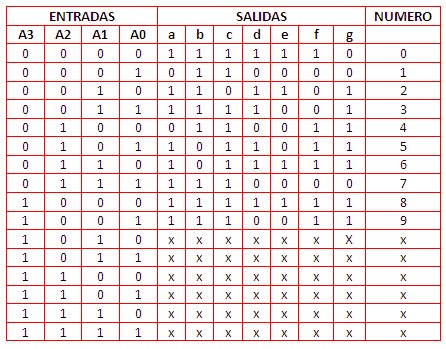 ENTRADAS SALIDAS NUMERO
A3 A2 A1 A0 a b c d e f g
0 0 0 0 1 1 1 1 1 1 0 0
0 0 0 1 0 1 1 0 0 0 0 1
0 0 1 0 1 1 0 1 1 0 1 2
0 0 1 1 1 1 1 1 0 0 1 3
0 1 0 0 0 1 1 0 0 1 1 4
0 1 0 1 1 0 1 1 0 1 1 5
0 1 1 0 1 0 1 1 1 1 1 6
0 1 1 1 1 1 1 0 0 0 0 7
1 0 0 0 1 1 1 1 1 1 1 8
1 0 0 1 1 1 1 0 0 1 1 9
1 0 1 0 x x x x x x X x
1 0 1 1 x x x x x x x x
1 1 0 0 x x x x x x x x
1 1 0 1 x x x x x x x x
1 1 1 0 x x x x x x x x
1 1 1 1 x x x x x x x x